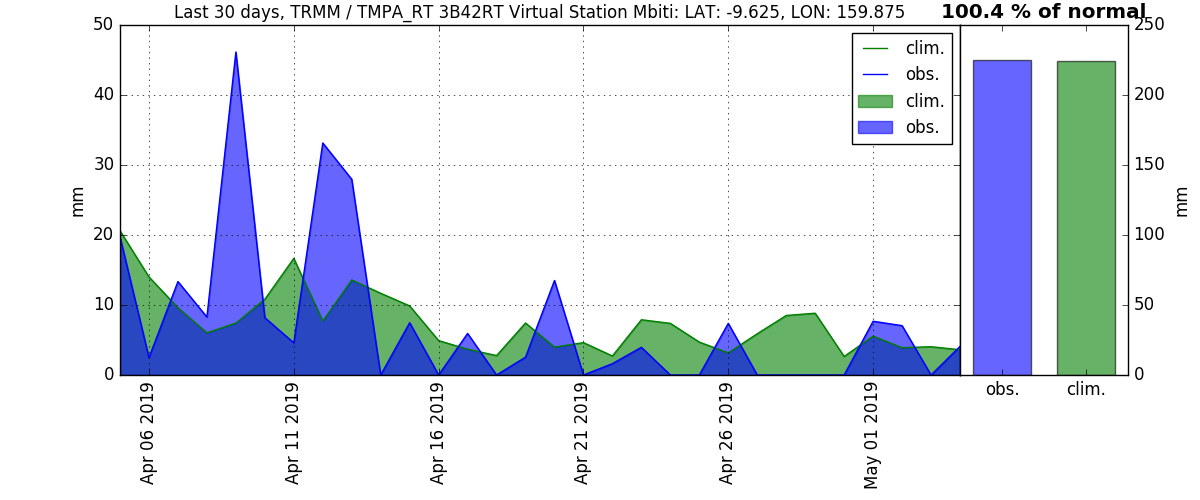 Last 30 days, TRMM / TMPA_RT 3B42RT Virtual Station Mbiti: LAT: -9.625, LON: 159.875
100.4 % of normal
50
40
30
20
10
0
mm
clim.
obs.
clim.
obs.
Apr 06 2019
Apr 11 2019
Apr 16 2019
Apr 21 2019
Apr 26 2019
May 01 2019
250
200
150
100
50
0
mm
obs.
clim.